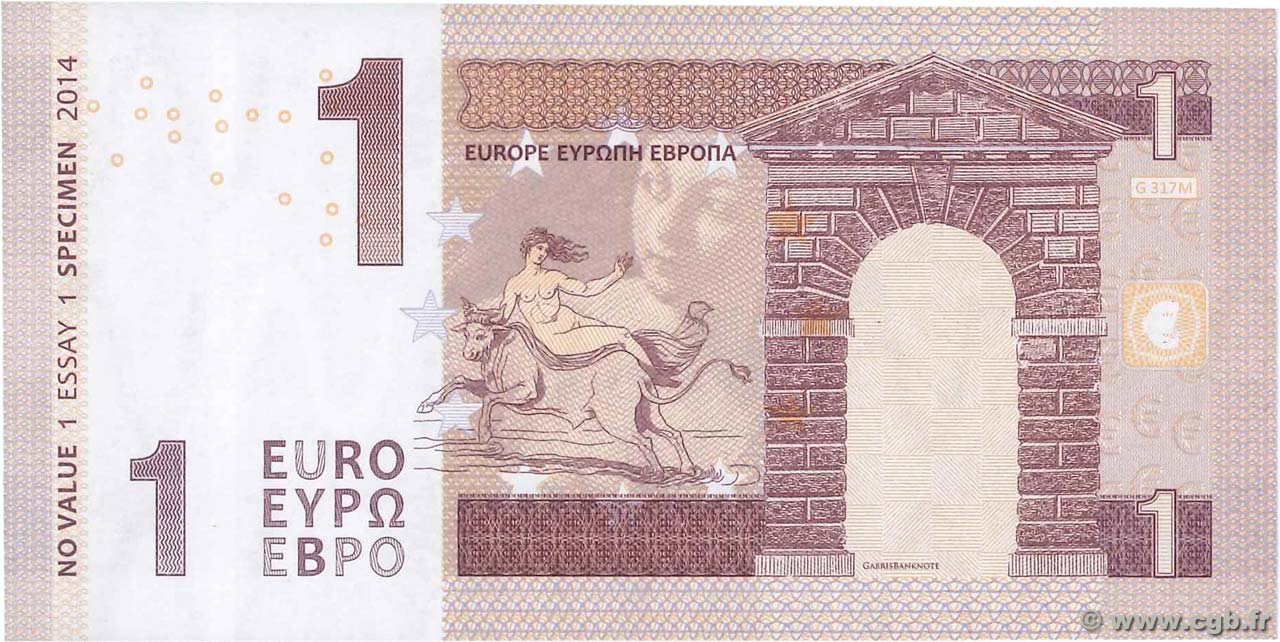 NO VALUE 1 ESSAY 1 SPECIMEN 2014
1
1
EUROPE ΕΥΡΩΠΗ ЕВРОПА
G 317M
1
EURO
ΕΥΡΩ
ЕВРО
1
GABRISBANKNOTE
© www.cgb.fr